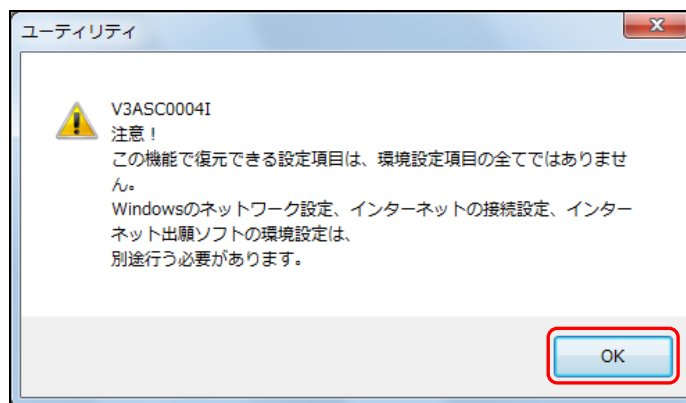 ユーティリティ
V3ASC0004I
注意！
この機能で復元できる設定項目は、環境設定項目の全てではありませ
ん。
Windowsのネットワーク設定、インターネットの接続設定、インター
ネット出願ソフトの環境設定は、
別途行う必要があります。
OK